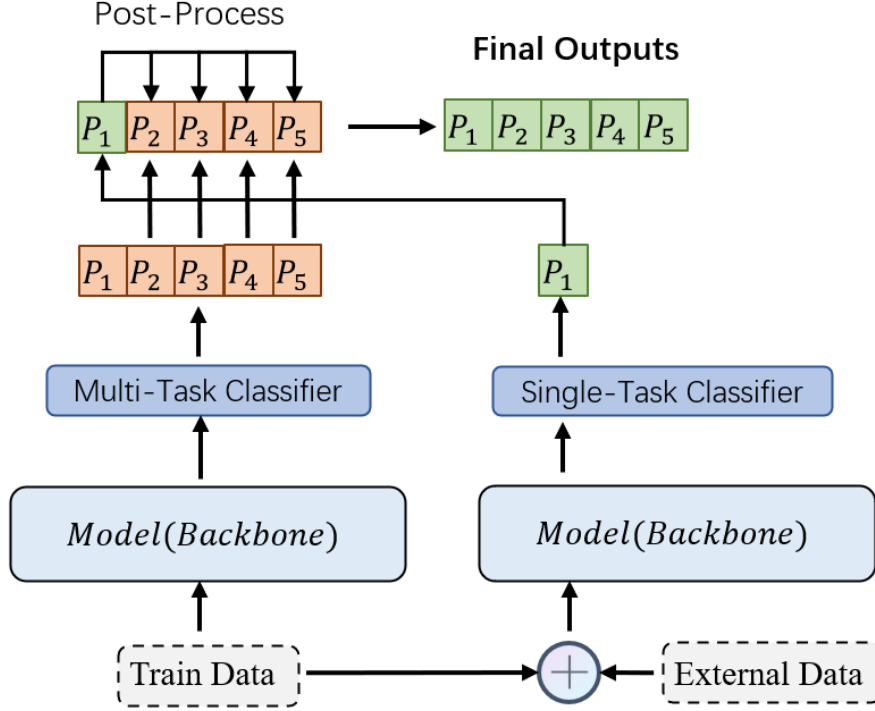 Post-Process
Final Outputs
P₁ P₂ P₃ P₄ P₅
P₁ P₂ P₃ P₄ P₅
P₁ P₂ P₃ P₄ P₅
P₁
Multi-Task Classifier
Single-Task Classifier
Model(Backbone)
Model(Backbone)
Train Data
External Data